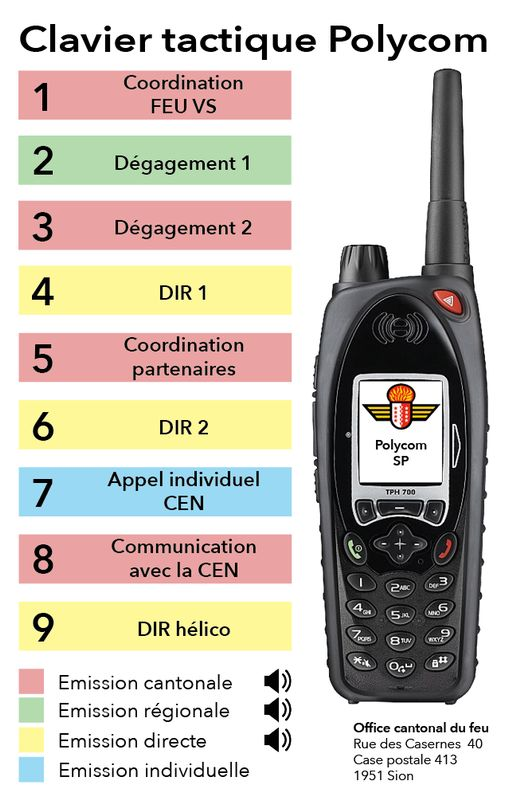 Clavier tactique Polycom
1
Coordination
FEU VS
2
Dégagement 1
3
Dégagement 2
4
DIR 1
5
Coordination
partenaires
6
DIR 2
7
Appel individuel
CEN
8
Communication
avec la CEN
9
DIR hélico
Emission cantonale
Emission régionale
Emission directe
Emission individuelle
Polycom
SP
TPH 700
1
2ABC
DEF3
4GHI
5JKL
MNO6
7PQRS
8TUV
WXYZ9
0
#
Office cantonal du feu
Rue des Casernes 40
Case postale 413
1951 Sion